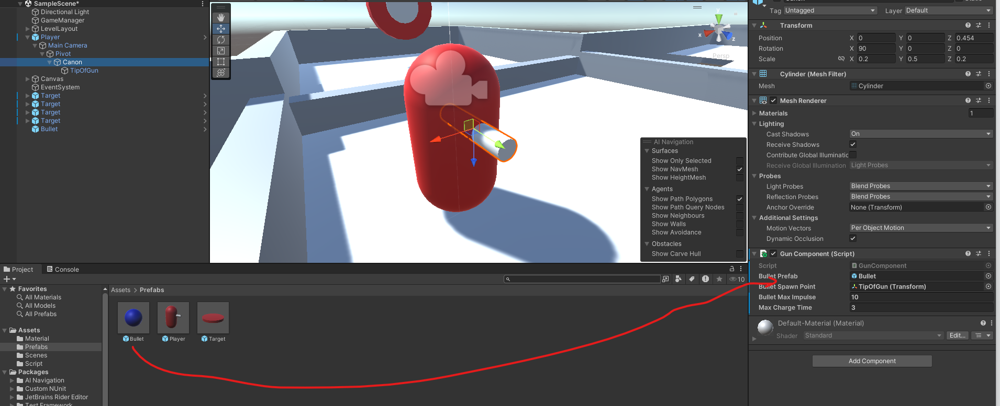 SampleScene*
Directional Light
GameManager
LevelLayout
Player
Main Camera
Pivot
Canon
TipOfGun
Canvas
EventSystem
Target
Target
Target
Target
Bullet
y
x
z
Persp
AI Navigation
Surfaces
Show Only Selected
Show NavMesh
Show HeightMesh
Agents
Show Path Polygons
Show Path Query Nodes
Show Neighbours
Show Walls
Show Avoidance
Obstacles
Show Carve Hull
Tag Untagged Layer Default
Transform
Position X 0 Y 0 Z 0.454
Rotation X 90 Y 0 Z 0
Scale X 0.2 Y 0.5 Z 0.2
Cylinder (Mesh Filter)
Mesh Cylinder
Mesh Renderer
Materials 1
Lighting
Cast Shadows On
Receive Shadows
Contribute Global Illuminatic
Receive Global Illumination Light Probes
Probes
Light Probes Blend Probes
Reflection Probes Blend Probes
Anchor Override None (Transform)
Additional Settings
Motion Vectors Per Object Motion
Dynamic Occlusion
Gun Component (Script)
Script GunComponent
Bullet Prefab Bullet
Bullet Spawn Point TipOfGun (Transform)
Bullet Max Impulse 10
Max Charge Time 3
Default-Material (Material)
Shader Standard Edit...
Add Component
Project Console
10
Favorites
All Materials
All Models
All Prefabs
Assets
Material
Prefabs
Scenes
Script
Packages
AI Navigation
Custom NUnit
JetBrains Rider Editor
Test Framework
Assets > Prefabs
Bullet Player Target